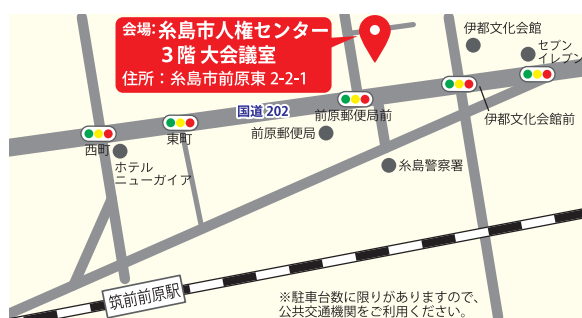 会場:糸島市人権センター
3階 大会議室
住所：糸島市前原東 2-2-1
伊都文化会館
セブン
イレブン
国道 202
前原郵便局前
伊都文化会館前
東町
前原郵便局
西町
ホテル
ニューガイア
糸島警察署
筑前前原駅
※駐車台数に限りがありますので、
公共交通機関をご利用ください。